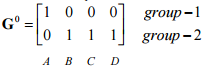 G⁰ = [1 0 0 0] group−1
[0 1 1 1] group−2
A B C D